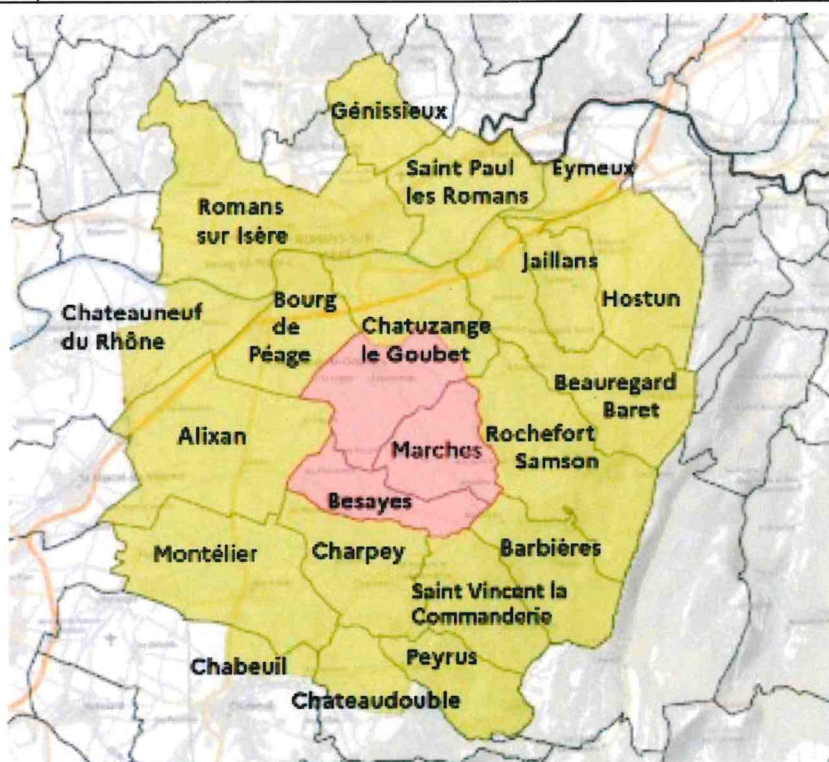 Génissieux
Saint Paul
les Romans
Eymeux
Romans
sur Isère
Jaillans
Hostun
Chateauneuf
du Rhône
Bourg
de
Péage
Chatuzange
le Goubet
Beauregard
Baret
Alixan
Marches
Rochefort
Samson
Besayes
Montélier
Charpey
Barbières
Saint Vincent la
Commanderie
Chabeuil
Peyrus
Chateaudouble